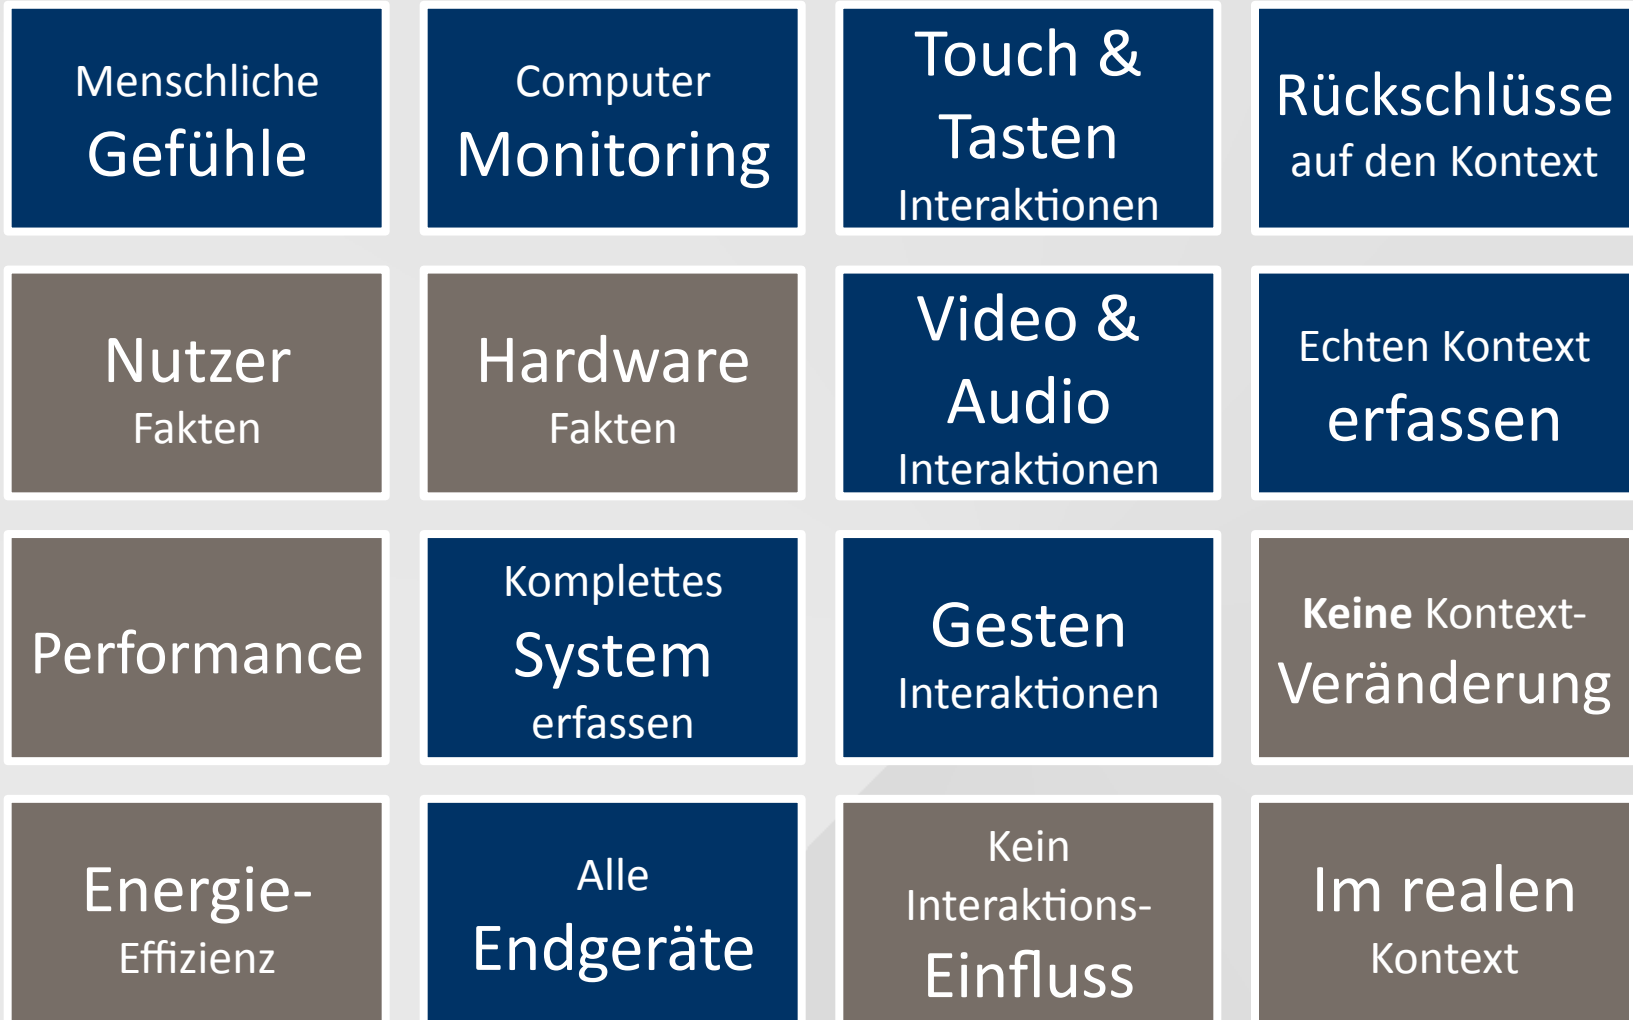 Menschliche
Gefühle
Computer
Monitoring
Touch &
Tasten
Interaktionen
Rückschlüsse
auf den Kontext
Nutzer
Fakten
Hardware
Fakten
Video &
Audio
Interaktionen
Echten Kontext
erfassen
Performance
Komplettes
System
erfassen
Gesten
Interaktionen
Keine Kontext-
Veränderung
Energie-
Effizienz
Alle
Endgeräte
Kein
Interaktions-
Einfluss
Im realen
Kontext